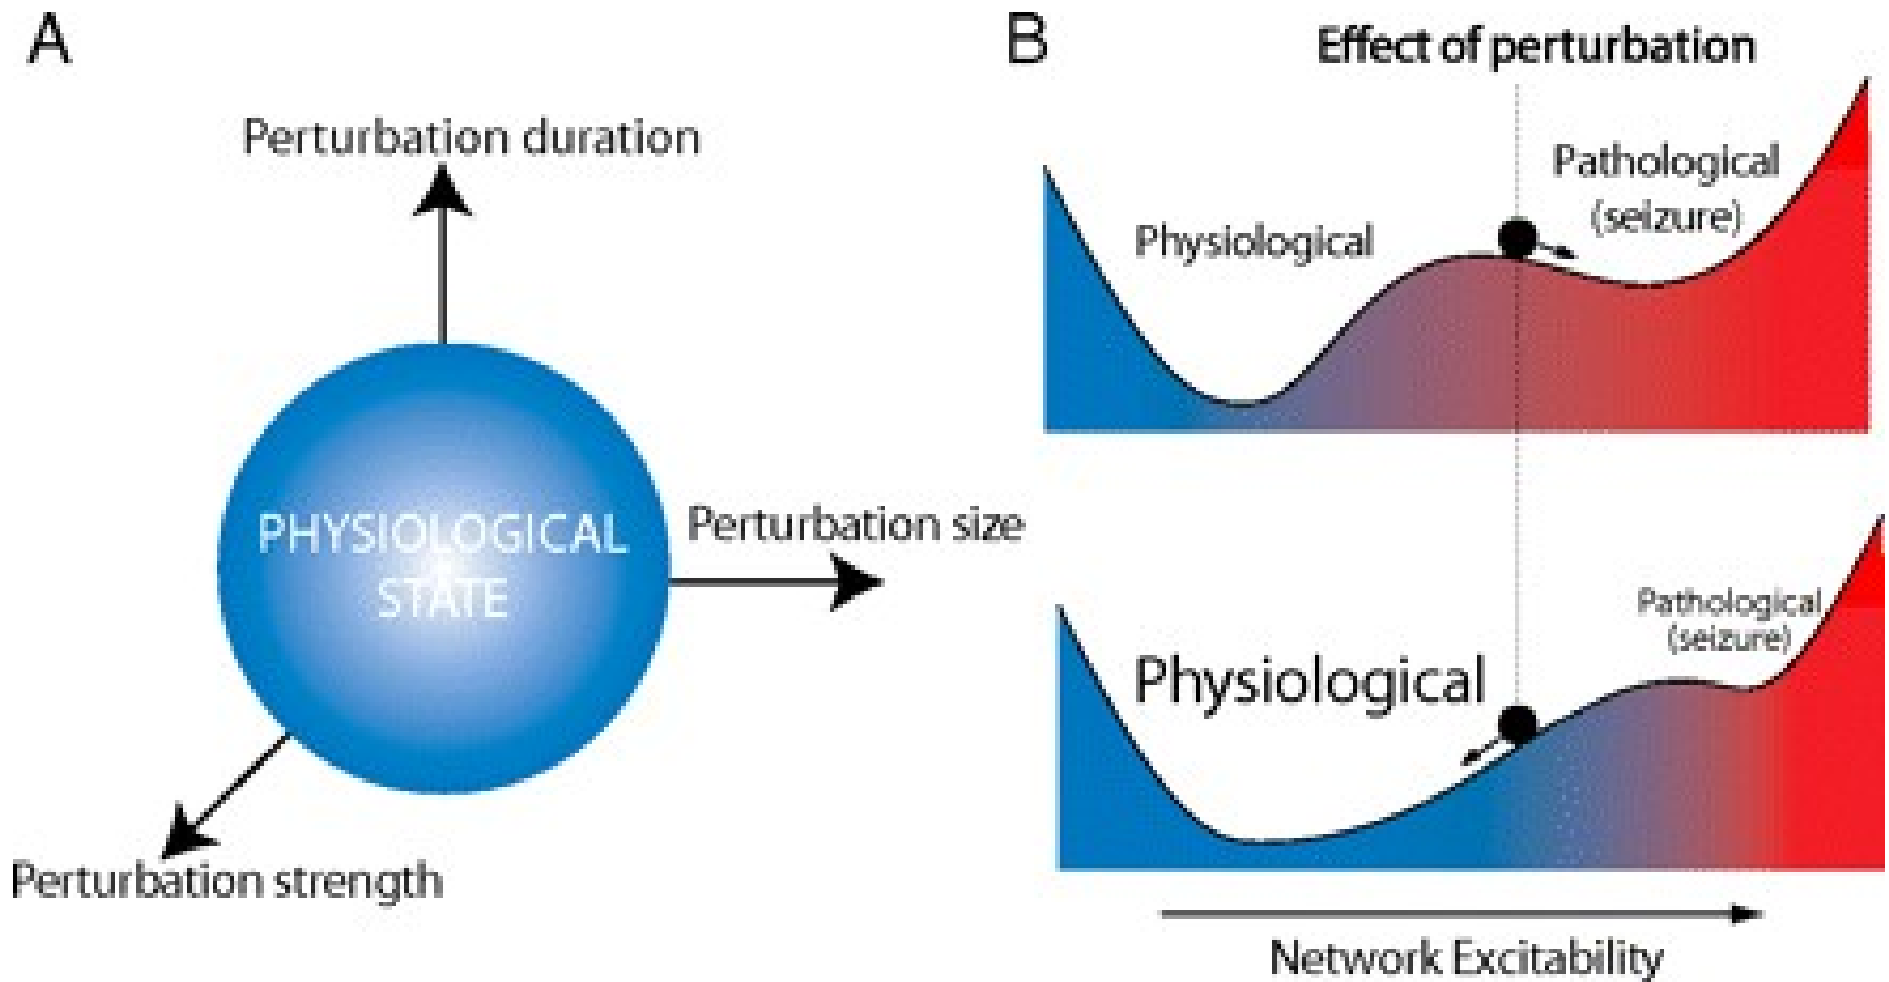 A
Perturbation duration
PHYSIOLOGICAL
STATE
Perturbation size
Perturbation strength
B
Effect of perturbation
Physiological
Pathological
(seizure)
Physiological
Pathological
(seizure)
Network Excitability